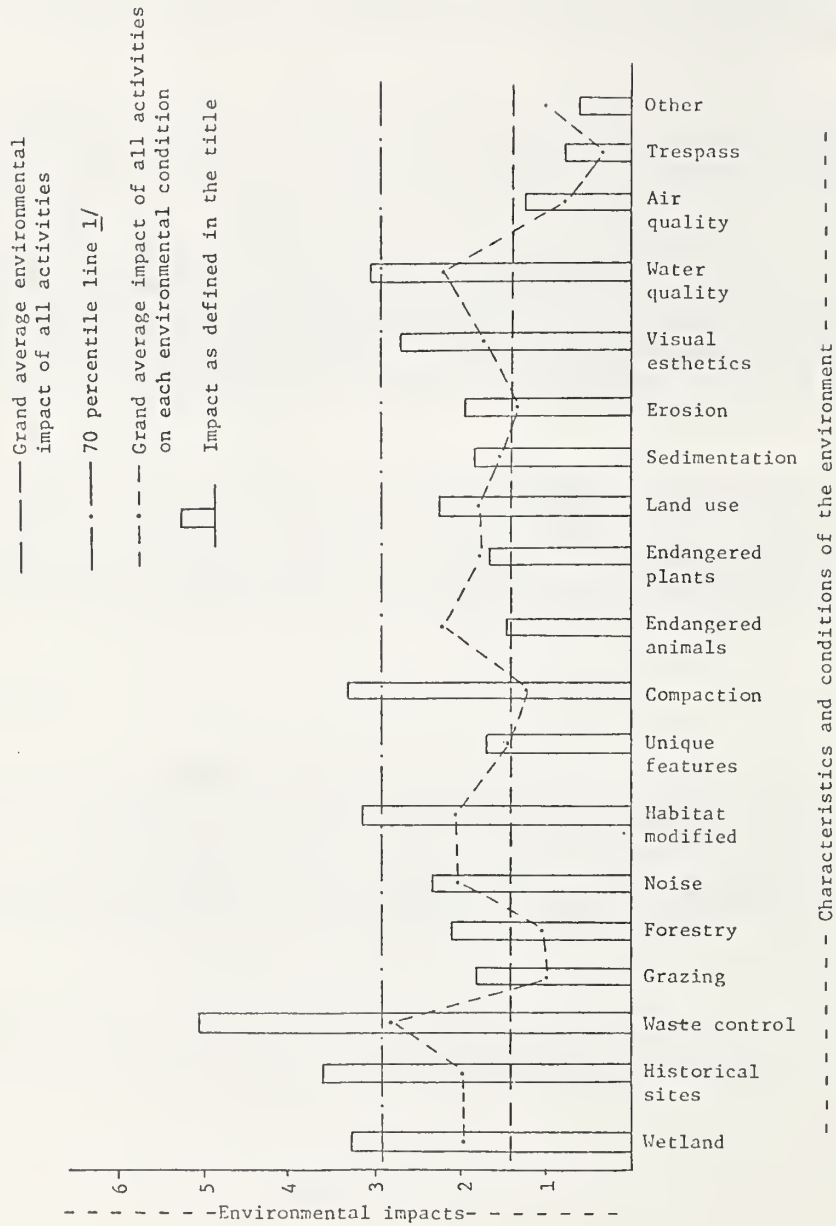 Grand average environmental
impact of all activities
70 percentile line 1/
Grand average impact of all activities
on each environmental condition
Impact as defined in the title
6
5
4
3
2
1
Environmental impacts
Wetland
Historical
sites
Waste control
Grazing
Forestry
Noise
Habitat
modified
Unique
features
Compaction
Endangered
animals
Endangered
plants
Land use
Sedimentation
Erosion
Visual
esthetics
Water
quality
Air
quality
Trespass
Other
Characteristics and conditions of the environment